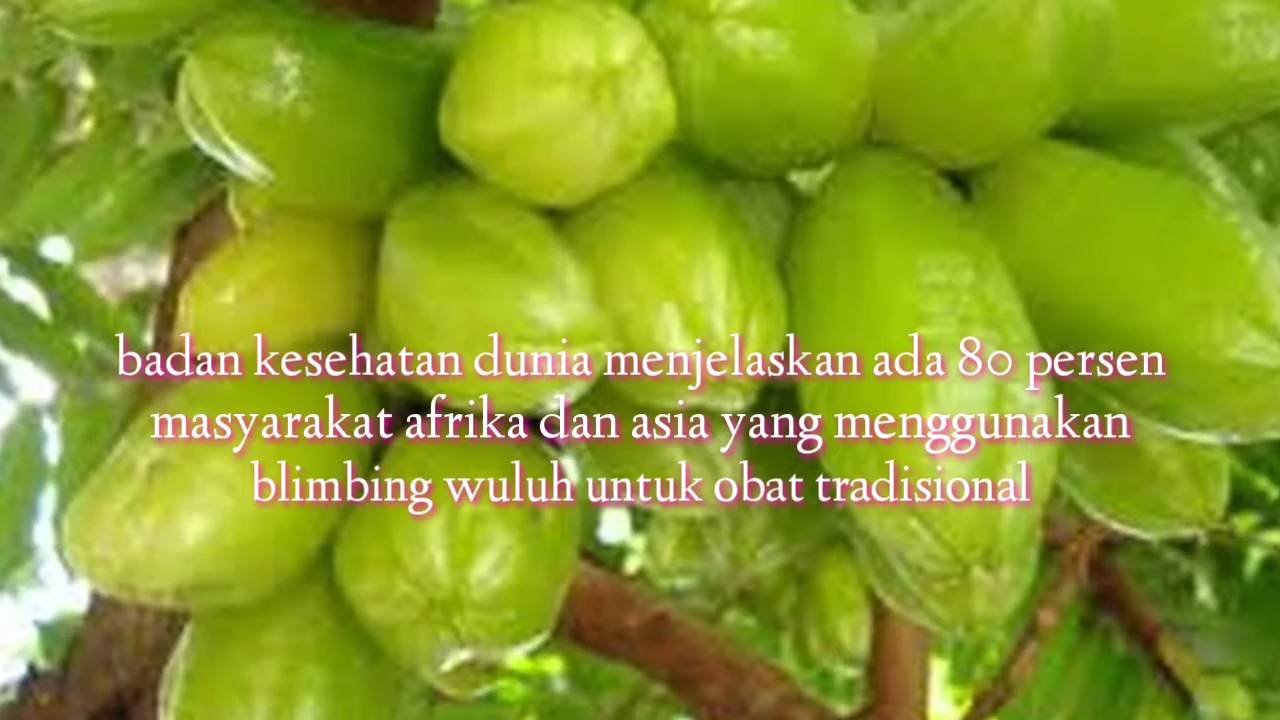 badan kesehatan dunia menjelaskan ada 80 persen
masyarakat afrika dan asia yang menggunakan
blimbing wuluh untuk obat tradisional